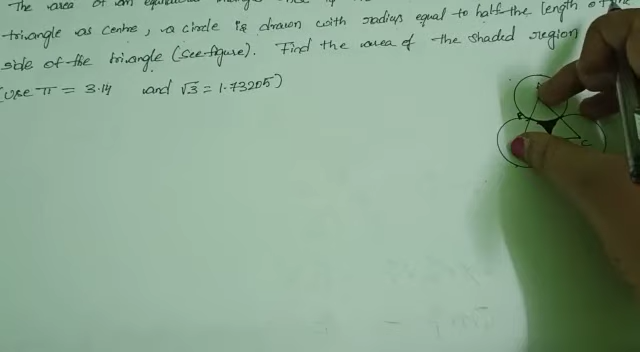 The area of an equilateral
triangle as centre, a circle is drawn with radius equal to half the length of the
side of the triangle (see figure). Find the area of the shaded region
(Use π = 3.14 and √3 = 1.73205)
C